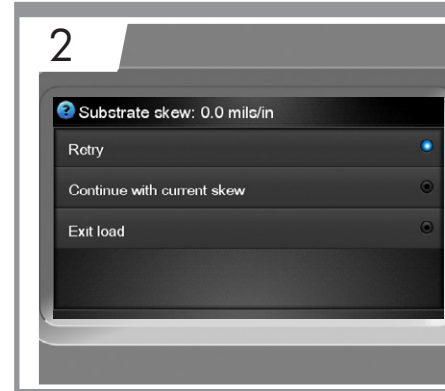 2
? Substrate skew: 0.0 mils/in
Retry
Continue with current skew
Exit load